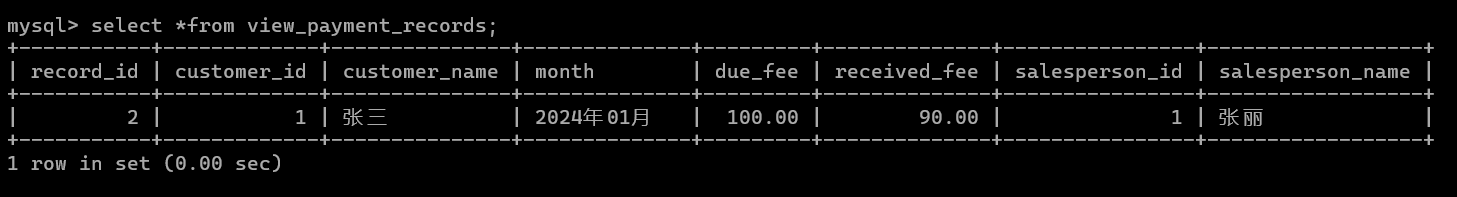 mysql> select *from view_payment_records;
+-----------+-------------+---------------+--------------+---------+--------------+----------------+------------------+
| record_id | customer_id | customer_name | month        | due_fee | received_fee | salesperson_id | salesperson_name |
+-----------+-------------+---------------+--------------+---------+--------------+----------------+------------------+
|         2 |           1 | 张三          | 2024年01月   |  100.00 |        90.00 |              1 | 张丽             |
+-----------+-------------+---------------+--------------+---------+--------------+----------------+------------------+
1 row in set (0.00 sec)